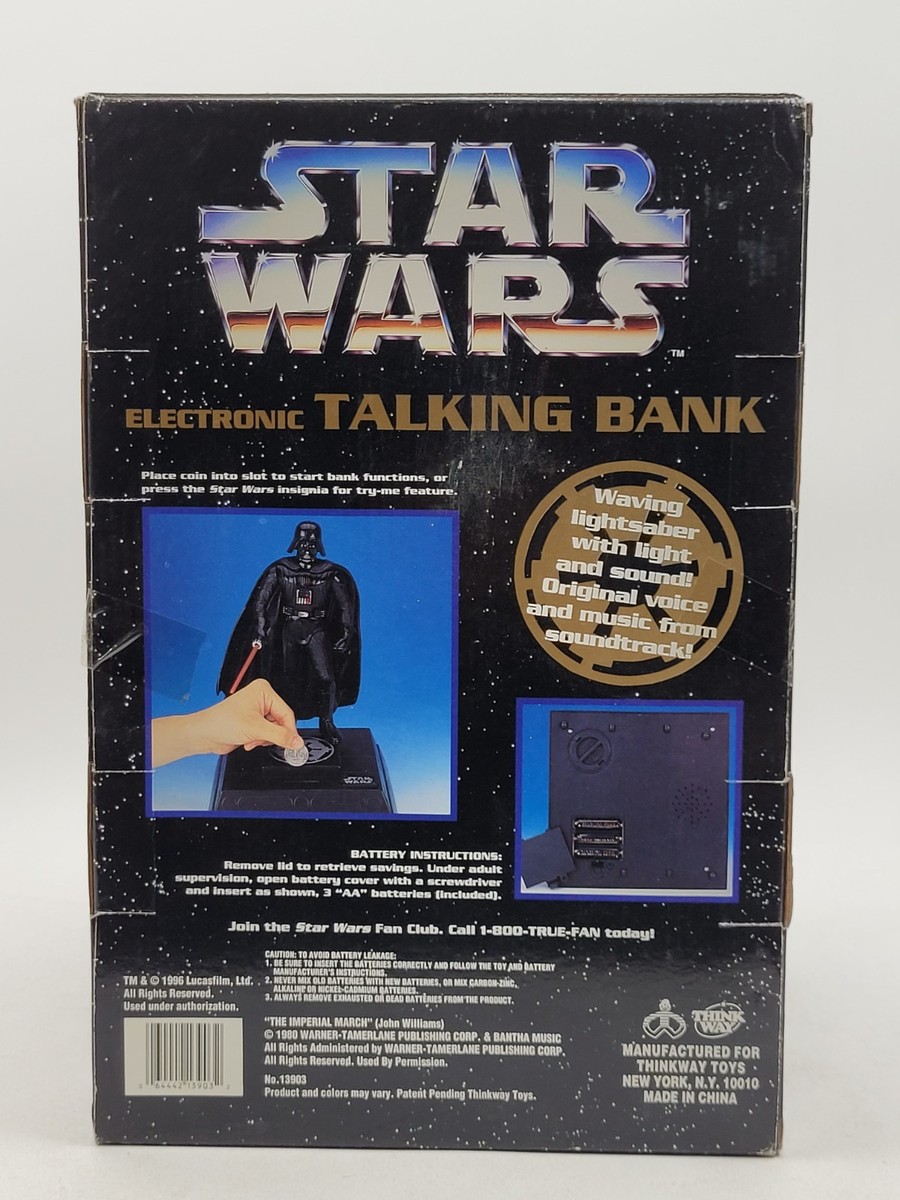 STAR
WARS
™
ELECTRONIC TALKING BANK
Place coin into slot to start bank functions, or
press the Star Wars insignia for try-me feature.
Waving
lightsaber
with light
and sound!
Original voice
and music from
soundtrack!
STAR
WARS
BATTERY INSTRUCTIONS:
Remove lid to retrieve savings. Under adult
supervision, open battery cover with a screwdriver
and insert as shown, 3 "AA" batteries (included).
Join the Star Wars Fan Club. Call 1-800-TRUE-FAN today!
CAUTION: TO AVOID BATTERY LEAKAGE:
1. BE SURE TO INSERT THE BATTERIES CORRECTLY AND FOLLOW THE TOY AND BATTERY
MANUFACTURER'S INSTRUCTIONS.
2. NEVER MIX OLD BATTERIES WITH NEW BATTERIES, OR MIX CARBON-ZINC,
ALKALINE OR NICKEL-CADMIUM BATTERIES.
3. ALWAYS REMOVE EXHAUSTED OR DEAD BATTERIES FROM THE PRODUCT.
TM & © 1996 Lucasfilm, Ltd.
All Rights Reserved.
Used under authorization.
"THE IMPERIAL MARCH" (John Williams)
© 1980 WARNER-TAMERLANE PUBLISHING CORP. & BANTHA MUSIC
All Rights Administered by WARNER-TAMERLANE PUBLISHING CORP.
All Rights Reserved. Used By Permission.
No.13903
Product and colors may vary. Patent Pending Thinkway Toys.
64442 13903 2
THINK
WAY
MANUFACTURED FOR
THINKWAY TOYS
NEW YORK, N.Y. 10010
MADE IN CHINA